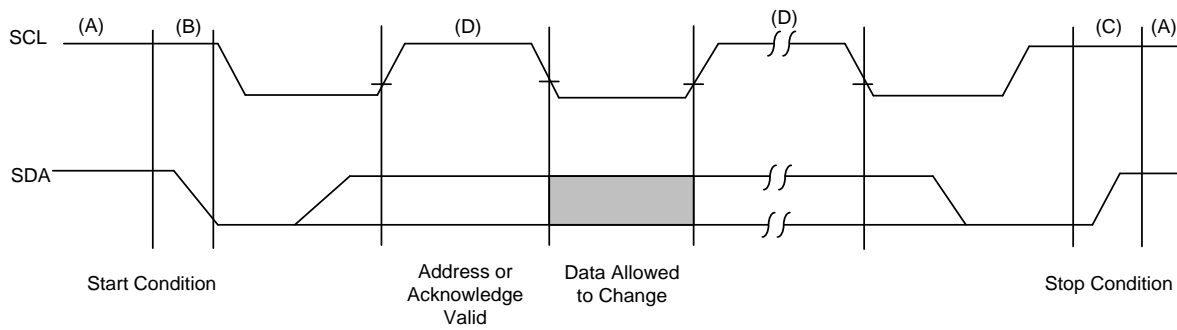 (A)
(B)
(D)
(D)
(C)
(A)
SCL
SDA
Start Condition
Address or
Acknowledge
Valid
Data Allowed
to Change
Stop Condition